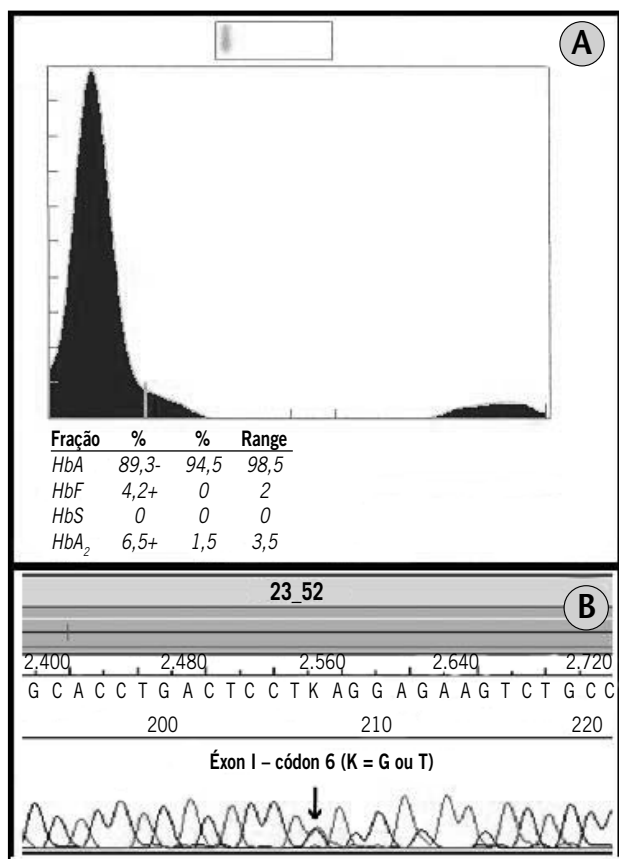 A
Fração % % Range
HbA 89,3- 94,5 98,5
HbF 4,2+ 0 2
HbS 0 0 0
HbA₂ 6,5+ 1,5 3,5
B
23_52
2.400 2.480 2.560 2.640 2.720
G C A C C T G A C T C C T K A G G A G A A G T C T G C C
200 210 220
Éxon I – códon 6 (K = G ou T)